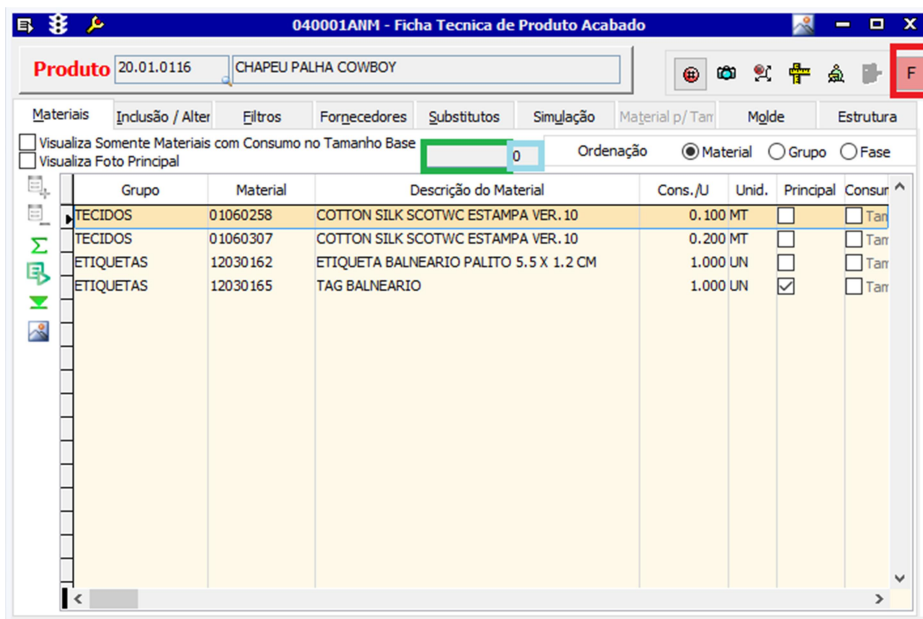 040001ANM - Ficha Tecnica de Produto Acabado
Produto 20.01.0116 CHAPEU PALHA COWBOY F
Materiais Inclusão / Alter Filtros Fornecedores Substitutos Simulação Material p/ Tam Molde Estrutura
Visualiza Somente Materiais com Consumo no Tamanho Base
Visualiza Foto Principal
0 Ordenação Material Grupo Fase
Grupo Material Descrição do Material Cons./U Unid. Principal Consur
TECIDOS 01060258 COTTON SILK SCOTWC ESTAMPA VER.10 0.100 MT Tam
TECIDOS 01060307 COTTON SILK SCOTWC ESTAMPA VER.10 0.200 MT Tam
ETIQUETAS 12030162 ETIQUETA BALNEARIO PALITO 5.5 X 1.2 CM 1.000 UN Tam
ETIQUETAS 12030165 TAG BALNEARIO 1.000 UN Tam